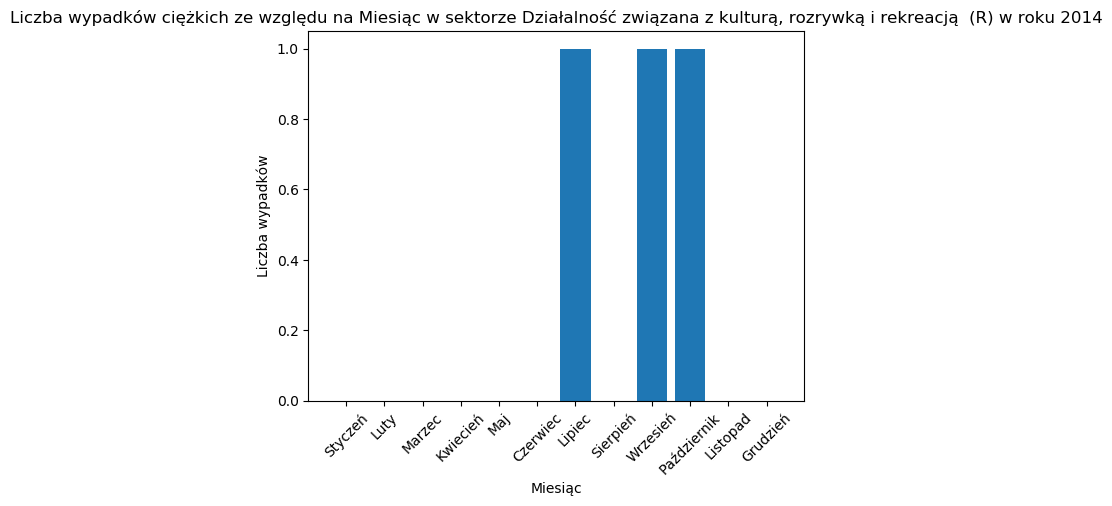 Liczba wypadków ciężkich ze względu na Miesiąc w sektorze Działalność związana z kulturą, rozrywką i rekreacją  (R) w roku 2014
1.0
0.8
0.6
0.4
0.2
0.0
Liczba wypadków
Styczeń
Luty
Marzec
Kwiecień
Maj
Czerwiec
Lipiec
Sierpień
Wrzesień
Październik
Listopad
Grudzień
Miesiąc